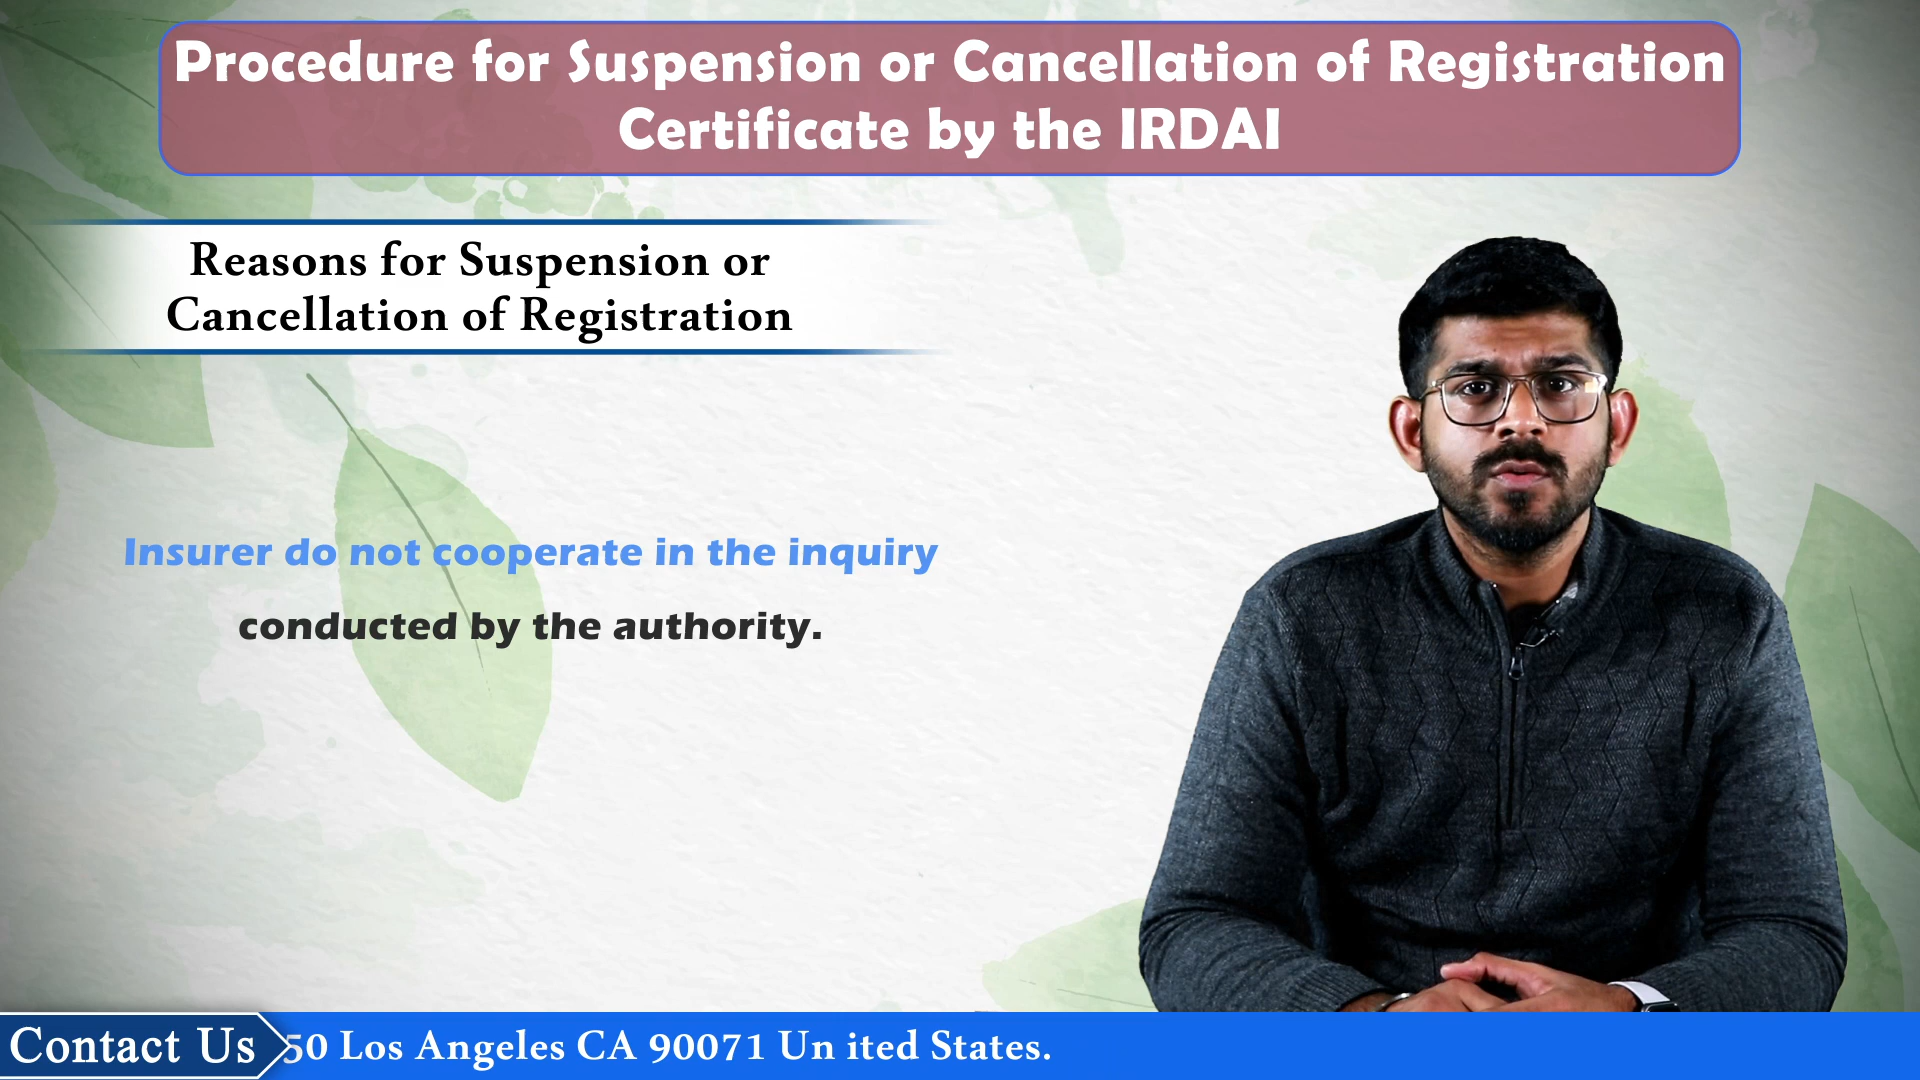 Procedure for Suspension or Cancellation of Registration
Certificate by the IRDAI
Reasons for Suspension or
Cancellation of Registration
Insurer do not cooperate in the inquiry
conducted by the authority.
Contact Us
50 Los Angeles CA 90071 Un ited States.